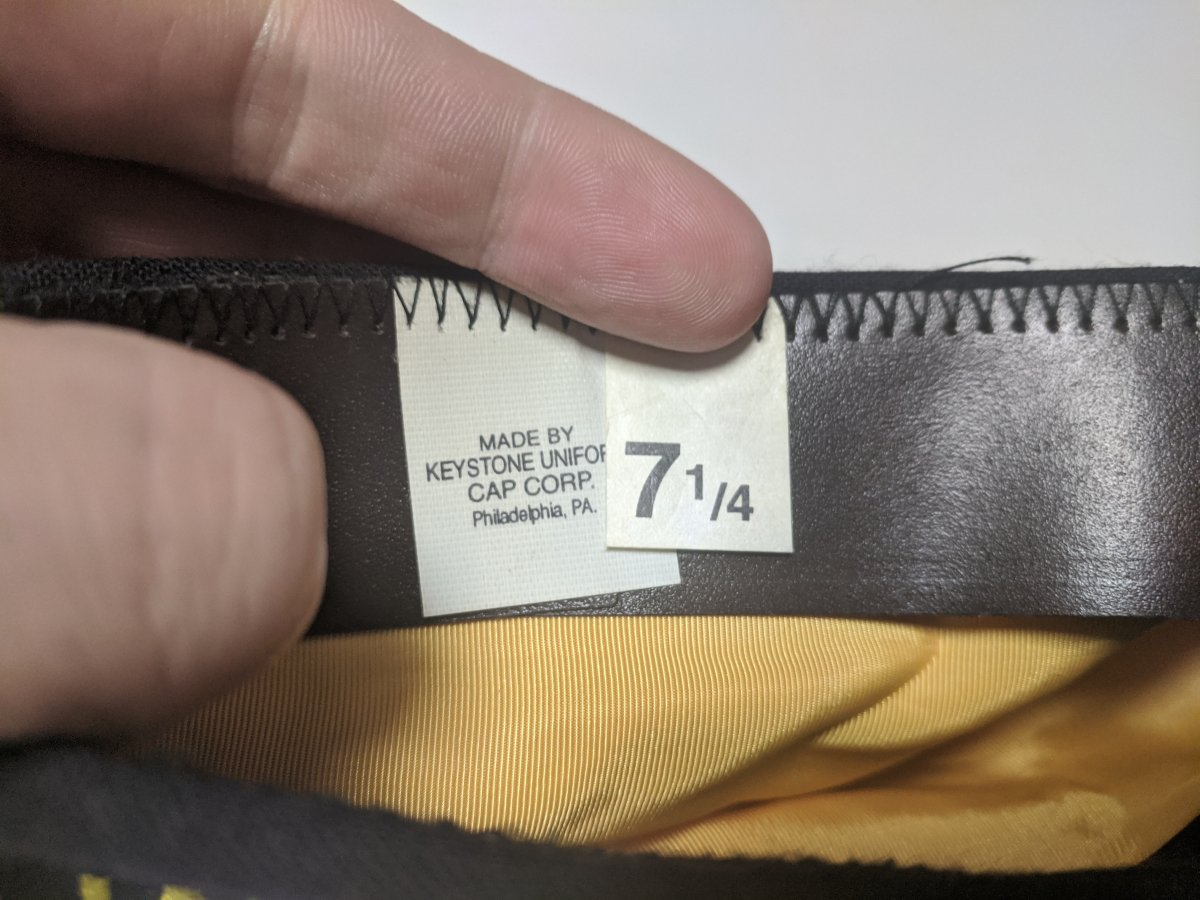 MADE BY
KEYSTONE UNIFOR
CAP CORP.
Philadelphia, PA.
7 1/4